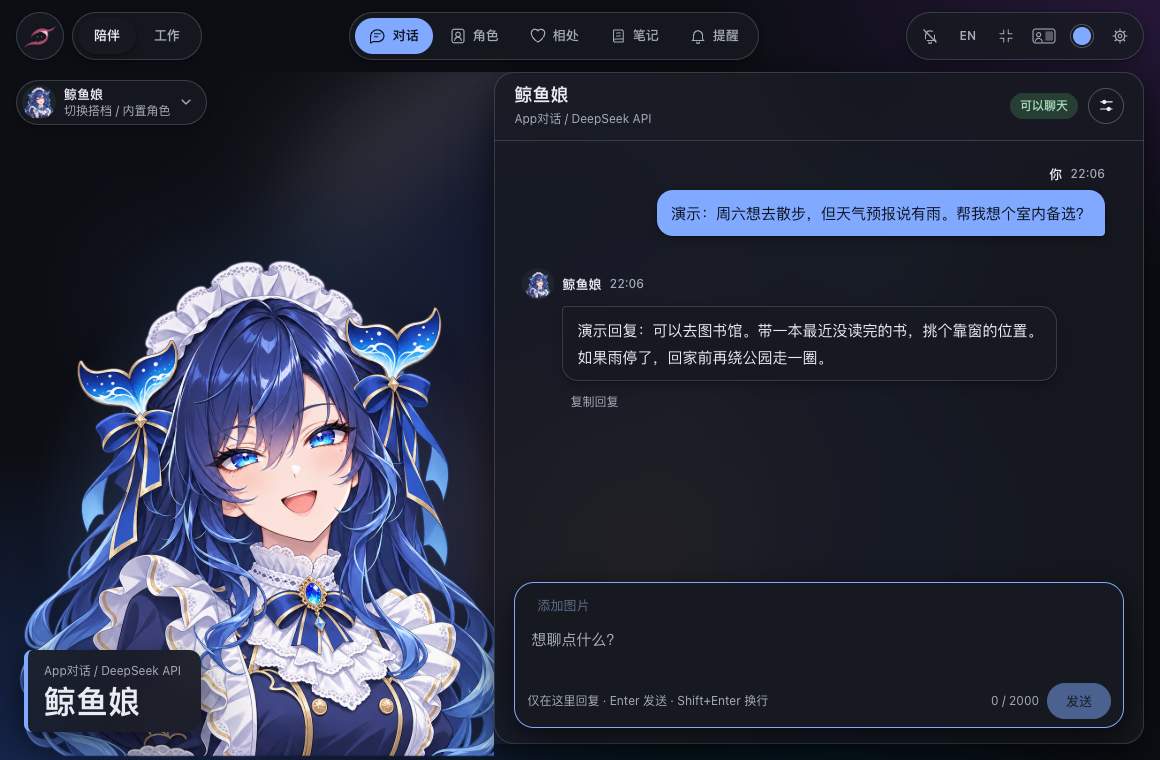 陪伴
工作
对话
角色
相处
笔记
提醒
EN
鲸鱼娘
切换搭档 / 内置角色
鲸鱼娘
App对话 / DeepSeek API
可以聊天
你 22:06
演示：周六想去散步，但天气预报说有雨。帮我想个室内备选？
鲸鱼娘 22:06
演示回复：可以去图书馆。带一本最近没读完的书，挑个靠窗的位置。
如果雨停了，回家前再绕公园走一圈。
复制回复
添加图片
想聊点什么？
仅在这里回复 · Enter 发送 · Shift+Enter 换行
0 / 2000
发送
App对话 / DeepSeek API
鲸鱼娘